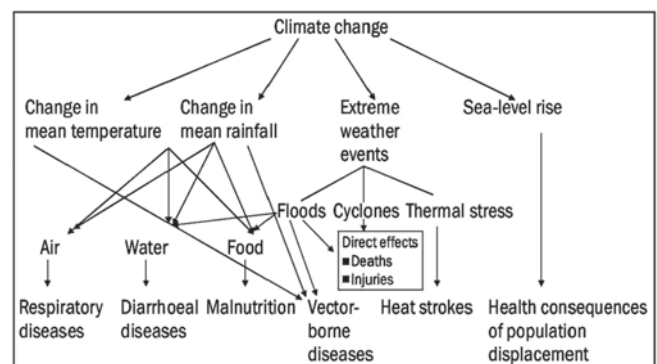 Climate change
Change in
mean temperature
Change in
mean rainfall
Extreme
weather
events
Sea-level rise
Floods
Cyclones
Thermal stress
Air
Water
Food
Direct effects
■Deaths
■Injuries
Respiratory
diseases
Diarrhoeal
diseases
Malnutrition
Vector-
borne
diseases
Heat strokes
Health consequences
of population
displacement